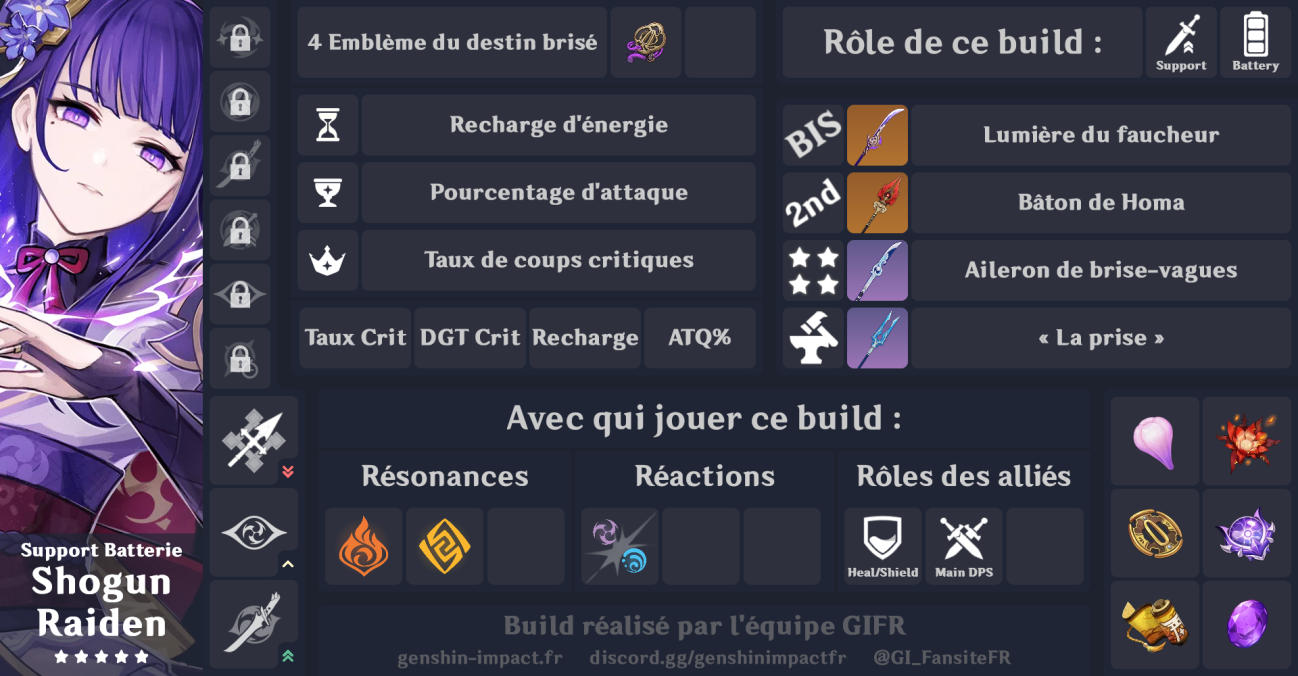 4 Emblème du destin brisé
Rôle de ce build :
Support
Battery
Recharge d'énergie
Pourcentage d'attaque
Taux de coups critiques
Taux Crit
DGT Crit
Recharge
ATQ%
BIS
Lumière du faucheur
2nd
Bâton de Homa
Aileron de brise-vagues
« La prise »
Support Batterie
Shogun
Raiden
Avec qui jouer ce build :
Résonances
Réactions
Rôles des alliés
Heal/Shield
Main DPS
Build réalisé par l'équipe GIFR
genshin-impact.fr discord.gg/genshinimpactfr @GI_FansiteFR